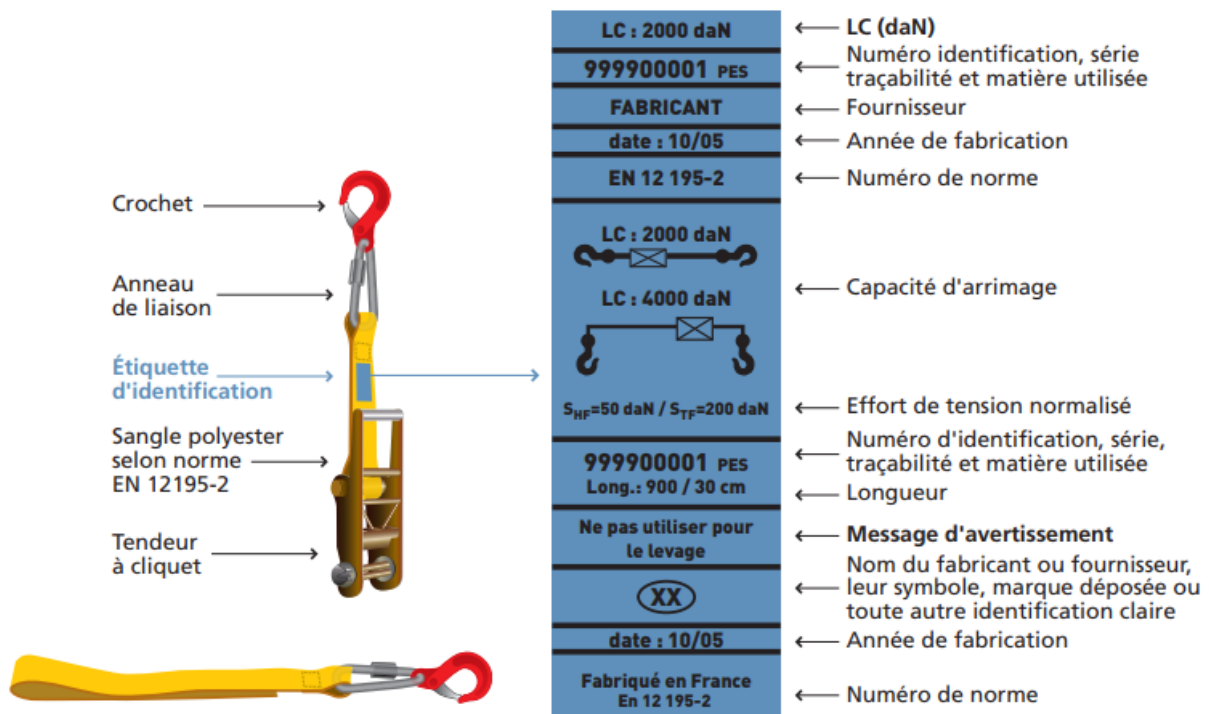 Crochet
Anneau
de liaison
Étiquette
d'identification
Sangle polyester
selon norme
EN 12195-2
Tendeur
à cliquet
LC : 2000 daN
999900001 PES
FABRICANT
date : 10/05
EN 12 195-2
LC : 2000 daN
LC : 4000 daN
SHF=50 daN / STF=200 daN
999900001 PES
Long.: 900 / 30 cm
Ne pas utiliser pour
le levage
XX
date : 10/05
Fabriqué en France
En 12 195-2
LC (daN)
Numéro identification, série
traçabilité et matière utilisée
Fournisseur
Année de fabrication
Numéro de norme
Capacité d'arrimage
Effort de tension normalisé
Numéro d'identification, série,
traçabilité et matière utilisée
Longueur
Message d'avertissement
Nom du fabricant ou fournisseur,
leur symbole, marque déposée ou
toute autre identification claire
Année de fabrication
Numéro de norme